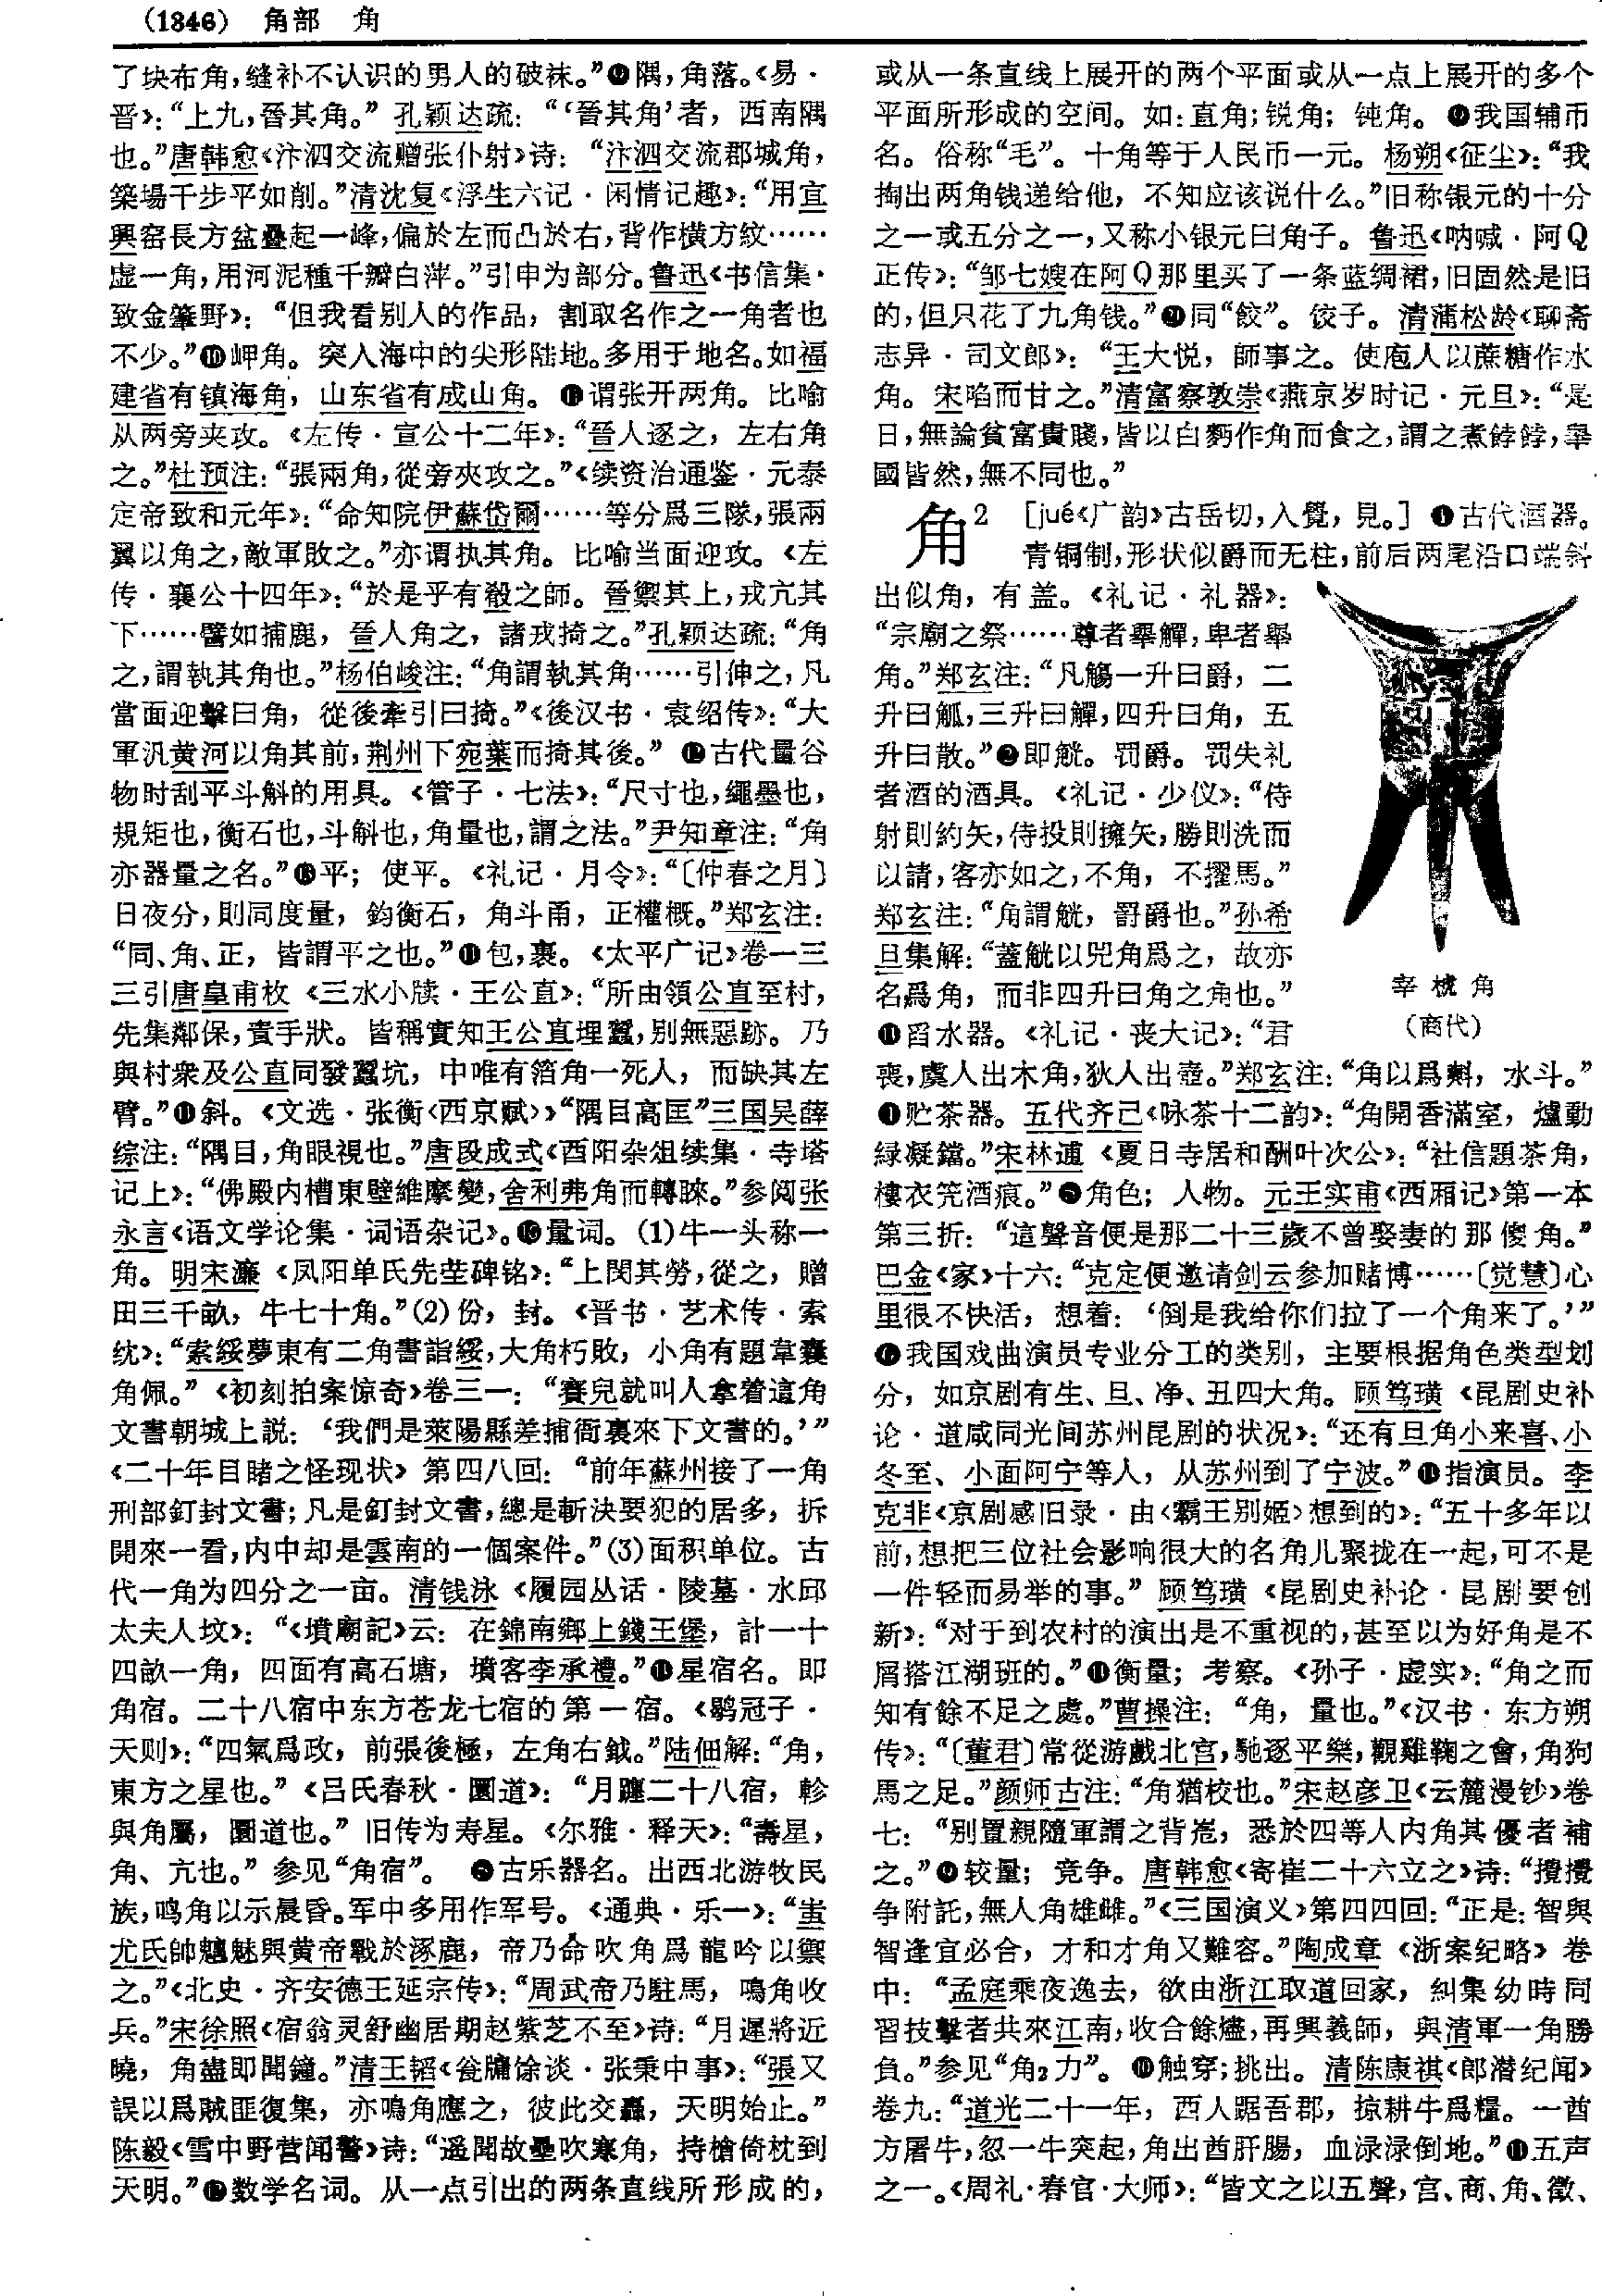 （1346） 角部 角
了块布角，缝补不认识的男人的破袜。”❾隅，角落。《易·
晋》：“上九，晉其角。” 孔颖达疏：“‘晉其角’者，西南隅
也。”唐韩愈《汴泗交流赠张仆射》诗：“汴泗交流郡城角，
築場千步平如削。”清沈复《浮生六记·闲情记趣》：“用宜
興窑長方盆疊起一峰，偏於左而凸於右，背作横方紋……
虚一角，用河泥種千瓣白萍。”引申为部分。鲁迅《书信集·
致金肇野》：“但我看别人的作品，割取名作之一角者也
不少。”❿岬角。突入海中的尖形陆地。多用于地名。如福
建省有镇海角，山东省有成山角。⓫谓张开两角。比喻
从两旁夹攻。《左传·宣公十二年》：“晉人逐之，左右角
之。”杜预注：“張兩角，從旁夾攻之。”《续资治通鉴·元泰
定帝致和元年》：“命知院伊蘇岱爾……等分爲三隊，張兩
翼以角之，敵軍敗之。”亦谓执其角。比喻当面迎攻。《左
传·襄公十四年》：“於是乎有殽之師。晉禦其上，戎亢其
下……譬如捕鹿，晉人角之，諸戎掎之。”孔颖达疏：“角
之，謂執其角也。”杨伯峻注：“角謂執其角……引伸之，凡
當面迎擊曰角，從後牽引曰掎。”《後汉书·袁绍传》：“大
軍汎黄河以角其前，荆州下宛葉而掎其後。” ⓬古代量谷
物时刮平斗斛的用具。《管子·七法》：“尺寸也，繩墨也，
規矩也，衡石也，斗斛也，角量也，謂之法。”尹知章注：“角
亦器量之名。”⓭平；使平。《礼记·月令》：“〔仲春之月〕
日夜分，則同度量，鈞衡石，角斗甬，正權概。”郑玄注：
“同、角、正，皆謂平之也。”⓮包，裹。《太平广记》卷一三
三引唐皇甫枚《三水小牍·王公直》：“所由領公直至村，
先集鄰保，責手狀。皆稱實知王公直埋蠶，别無惡跡。乃
與村衆及公直同發蠶坑，中唯有箔角一死人，而缺其左
臂。”⓯斜。《文选·张衡〈西京赋〉》“隅目高匡”三国吴薛
综注：“隅目，角眼視也。”唐段成式《酉阳杂俎续集·寺塔
记上》：“佛殿内槽東壁維摩變，舍利弗角而轉睞。”参阅张
永言《语文学论集·词语杂记》。⓰量词。（1）牛一头称一
角。明宋濂《凤阳单氏先茔碑铭》：“上閔其勞，從之，贈
田三千畝，牛七十角。”（2）份，封。《晋书·艺术传·索
纨》：“索綏夢東有二角書詣綏，大角朽敗，小角有題韋囊
角佩。”《初刻拍案惊奇》卷三一：“賽兒就叫人拿着這角
文書朝城上説：‘我們是萊陽縣差捕衙裏來下文書的。’”
《二十年目睹之怪现状》第四八回：“前年蘇州接了一角
刑部釘封文書；凡是釘封文書，總是斬決要犯的居多，拆
開來一看，内中却是雲南的一個案件。”（3）面积单位。古
代一角为四分之一亩。清钱泳《履园丛话·陵墓·水邱
太夫人坟》：“《墳廟記》云：在錦南鄉上錢王堡，計一十
四畝一角，四面有高石塘，墳客李承禮。”⓱星宿名。即
角宿。二十八宿中东方苍龙七宿的第一宿。《鹖冠子·
天则》：“四氣爲政，前張後極，左角右鉞。”陆佃解：“角，
東方之星也。”《吕氏春秋·圜道》：“月躔二十八宿，軫
與角屬，圜道也。”旧传为寿星。《尔雅·释天》：“壽星，
角、亢也。”参见“角宿”。 ⓲古乐器名。出西北游牧民
族，鸣角以示晨昏。军中多用作军号。《通典·乐一》：“蚩
尤氏帥魑魅與黄帝戰於涿鹿，帝乃命吹角爲龍吟以禦
之。”《北史·齐安德王延宗传》：“周武帝乃駐馬，鳴角收
兵。”宋徐照《宿翁灵舒幽居期赵紫芝不至》诗：“月遲將近
曉，角盡即聞鐘。”清王韬《瓮牖馀谈·张秉中事》：“張又
誤以爲賊匪復集，亦鳴角應之，彼此交轟，天明始止。”
陈毅《雪中野营闻警》诗：“遥聞故壘吹寒角，持槍倚枕到
天明。”⓳数学名词。从一点引出的两条直线所形成的，
或从一条直线上展开的两个平面或从一点上展开的多个
平面所形成的空间。如：直角；锐角；钝角。⓴我国辅币
名。俗称“毛”。十角等于人民币一元。杨朔《征尘》：“我
掏出两角钱递给他，不知应该说什么。”旧称银元的十分
之一或五分之一，又称小银元曰角子。鲁迅《呐喊·阿Q
正传》：“邹七嫂在阿Q那里买了一条蓝绸裙，旧固然是旧
的，但只花了九角钱。”㉑同“餃”。饺子。清蒲松龄《聊斋
志异·司文郎》：“王大悦，師事之。使庖人以蔗糖作水
角。宋啗而甘之。”清富察敦崇《燕京岁时记·元旦》：“是
日，無論貧富貴賤，皆以白麪作角而食之，謂之煮餑餑，舉
國皆然，無不同也。”
角2 ［jué《广韵》古岳切，入覺，見。］ ❶古代酒器。
青铜制，形状似爵而无柱，前后两尾沿口端斜
出似角，有盖。《礼记·礼器》：
“宗廟之祭……尊者舉觶，卑者舉
角。”郑玄注：“凡觴一升曰爵，二
升曰觚，三升曰觶，四升曰角，五
升曰散。”❷即觥。罚爵。罚失礼
者酒的酒具。《礼记·少仪》：“侍
射則約矢，侍投則擁矢，勝則洗而
以請，客亦如之，不角，不擢馬。”
郑玄注：“角謂觥，罸爵也。”孙希
旦集解：“蓋觥以兕角爲之，故亦
名爲角，而非四升曰角之角也。”
❸舀水器。《礼记·丧大记》：“君
宰椃角
（商代）
喪，虞人出木角，狄人出壺。”郑玄注：“角以爲㪺，水斗。”
❹贮茶器。五代齐己《咏茶十二韵》：“角開香滿室，爐動
緑凝鐺。”宋林逋《夏日寺居和酬叶次公》：“社信題茶角，
樓衣笐酒痕。”❺角色；人物。元王实甫《西厢记》第一本
第三折：“這聲音便是那二十三歲不曾娶妻的那傻角。”
巴金《家》十六：“克定便邀请剑云参加赌博……〔觉慧〕心
里很不快活，想着：‘倒是我给你们拉了一个角来了。’”
❻我国戏曲演员专业分工的类别，主要根据角色类型划
分，如京剧有生、旦、净、丑四大角。顾笃璜《昆剧史补
论·道咸同光间苏州昆剧的状况》：“还有旦角小来喜、小
冬至、小面阿宁等人，从苏州到了宁波。”❼指演员。李
克非《京剧感旧录·由〈霸王别姬〉想到的》：“五十多年以
前，想把三位社会影响很大的名角儿聚拢在一起，可不是
一件轻而易举的事。”顾笃璜《昆剧史补论·昆剧要创
新》：“对于到农村的演出是不重视的，甚至以为好角是不
屑搭江湖班的。”❽衡量；考察。《孙子·虚实》：“角之而
知有餘不足之處。”曹操注：“角，量也。”《汉书·东方朔
传》：“〔董君〕常從游戲北宫，馳逐平樂，觀雞鞠之會，角狗
馬之足。”颜师古注：“角猶校也。”宋赵彦卫《云麓漫钞》卷
七：“别置親隨軍謂之背嵬，悉於四等人内角其優者補
之。”❾较量；竞争。唐韩愈《寄崔二十六立之》诗：“攪攪
争附託，無人角雄雌。”《三国演义》第四四回：“正是：智與
智逢宜必合，才和才角又難容。”陶成章《浙案纪略》卷
中：“孟庭乘夜逸去，欲由浙江取道回家，糾集幼時同
習技擊者共來江南，收合餘燼，再興義師，與清軍一角勝
負。”参见“角2力”。❿触穿；挑出。清陈康祺《郎潜纪闻》
卷九：“道光二十一年，西人踞吾郡，掠耕牛爲糧。一酋
方屠牛，忽一牛突起，角出酋肝腸，血渌渌倒地。”⓫五声
之一。《周礼·春官·大师》：“皆文之以五聲，宫、商、角、徵、